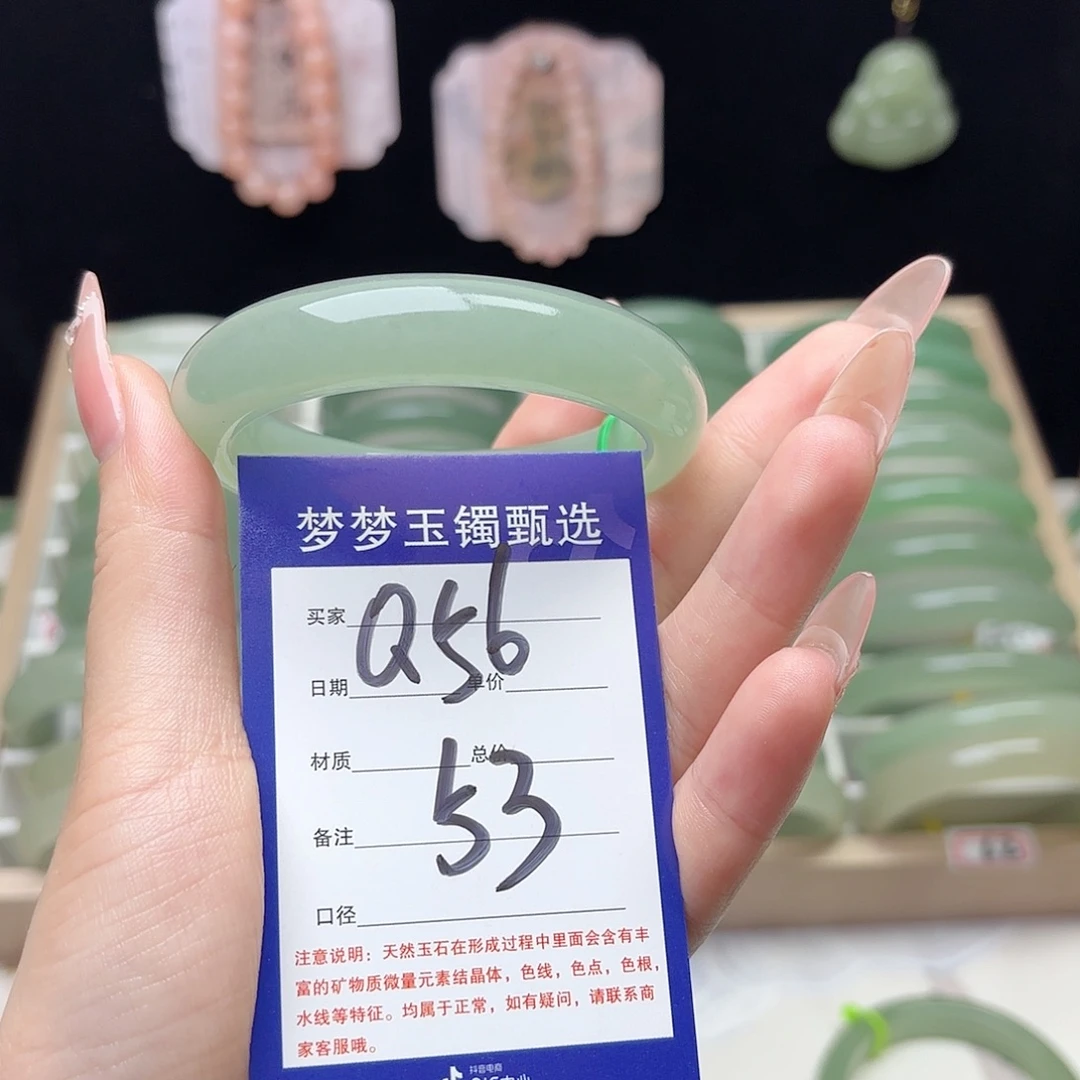 梦梦玉镯甄选
买家 Q56
日期 单价
材质 总价
53
备注
口径
注意说明：天然玉石在形成过程中里面会含有丰
富的矿物质微量元素结晶体，色线，色点，色根，
水线等特征。均属于正常，如有疑问，请联系商
家客服哦。
抖音电商